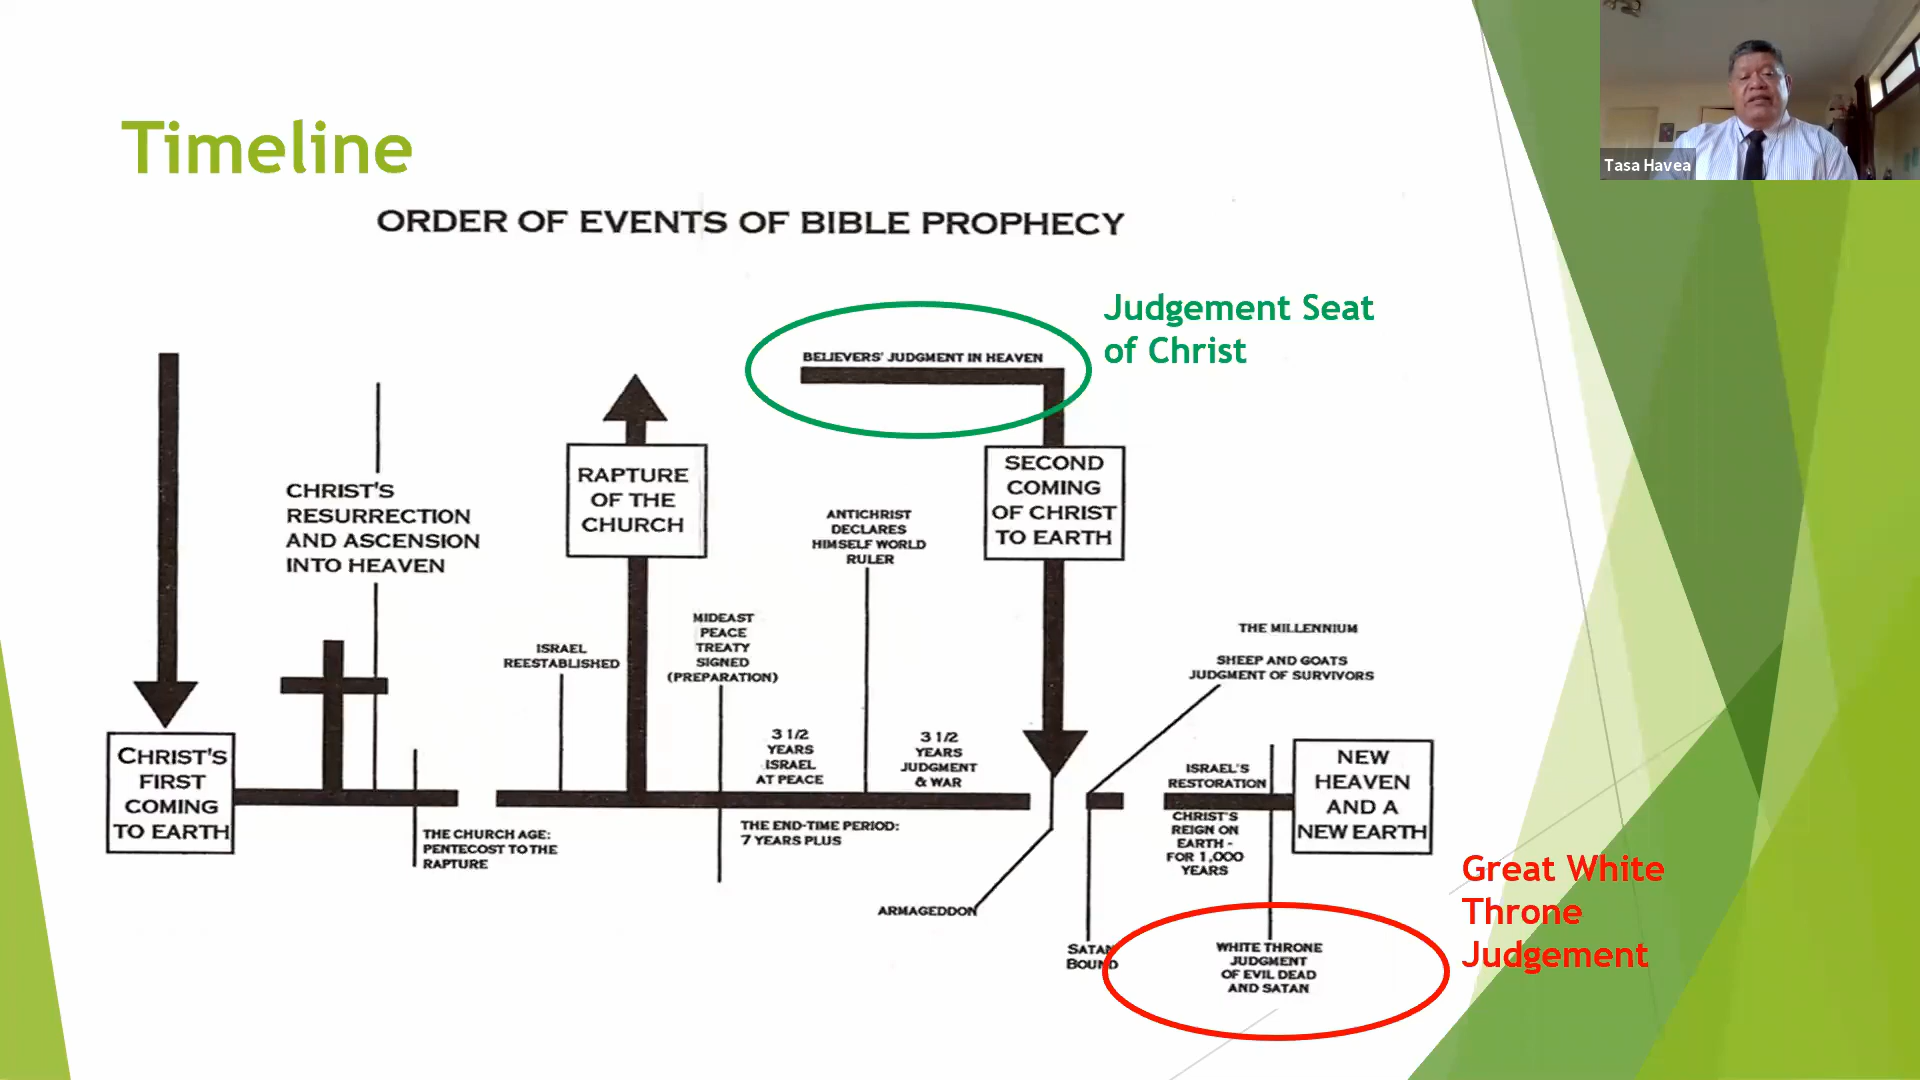 Timeline
Tasa Havea
ORDER OF EVENTS OF BIBLE PROPHECY
Judgement Seat
of Christ
BELIEVERS' JUDGMENT IN HEAVEN
CHRIST'S
RESURRECTION
AND ASCENSION
INTO HEAVEN
RAPTURE
OF THE
CHURCH
SECOND
COMING
OF CHRIST
TO EARTH
ANTICHRIST
DECLARES
HIMSELF WORLD
RULER
ISRAEL
REESTABLISHED
MIDEAST
PEACE
TREATY
SIGNED
(PREPARATION)
THE MILLENNIUM
SHEEP AND GOATS
JUDGMENT OF SURVIVORS
CHRIST'S
FIRST
COMING
TO EARTH
3 1/2
YEARS
ISRAEL
AT PEACE
3 1/2
YEARS
JUDGMENT
& WAR
ISRAEL'S
RESTORATION
NEW
HEAVEN
AND A
NEW EARTH
THE CHURCH AGE:
PENTECOST TO THE
RAPTURE
THE END-TIME PERIOD:
7 YEARS PLUS
CHRIST'S
REIGN ON
EARTH -
FOR 1,000
YEARS
ARMAGEDDON
SATAN
BOUND
WHITE THRONE
JUDGMENT
OF EVIL DEAD
AND SATAN
Great White
Throne
Judgement